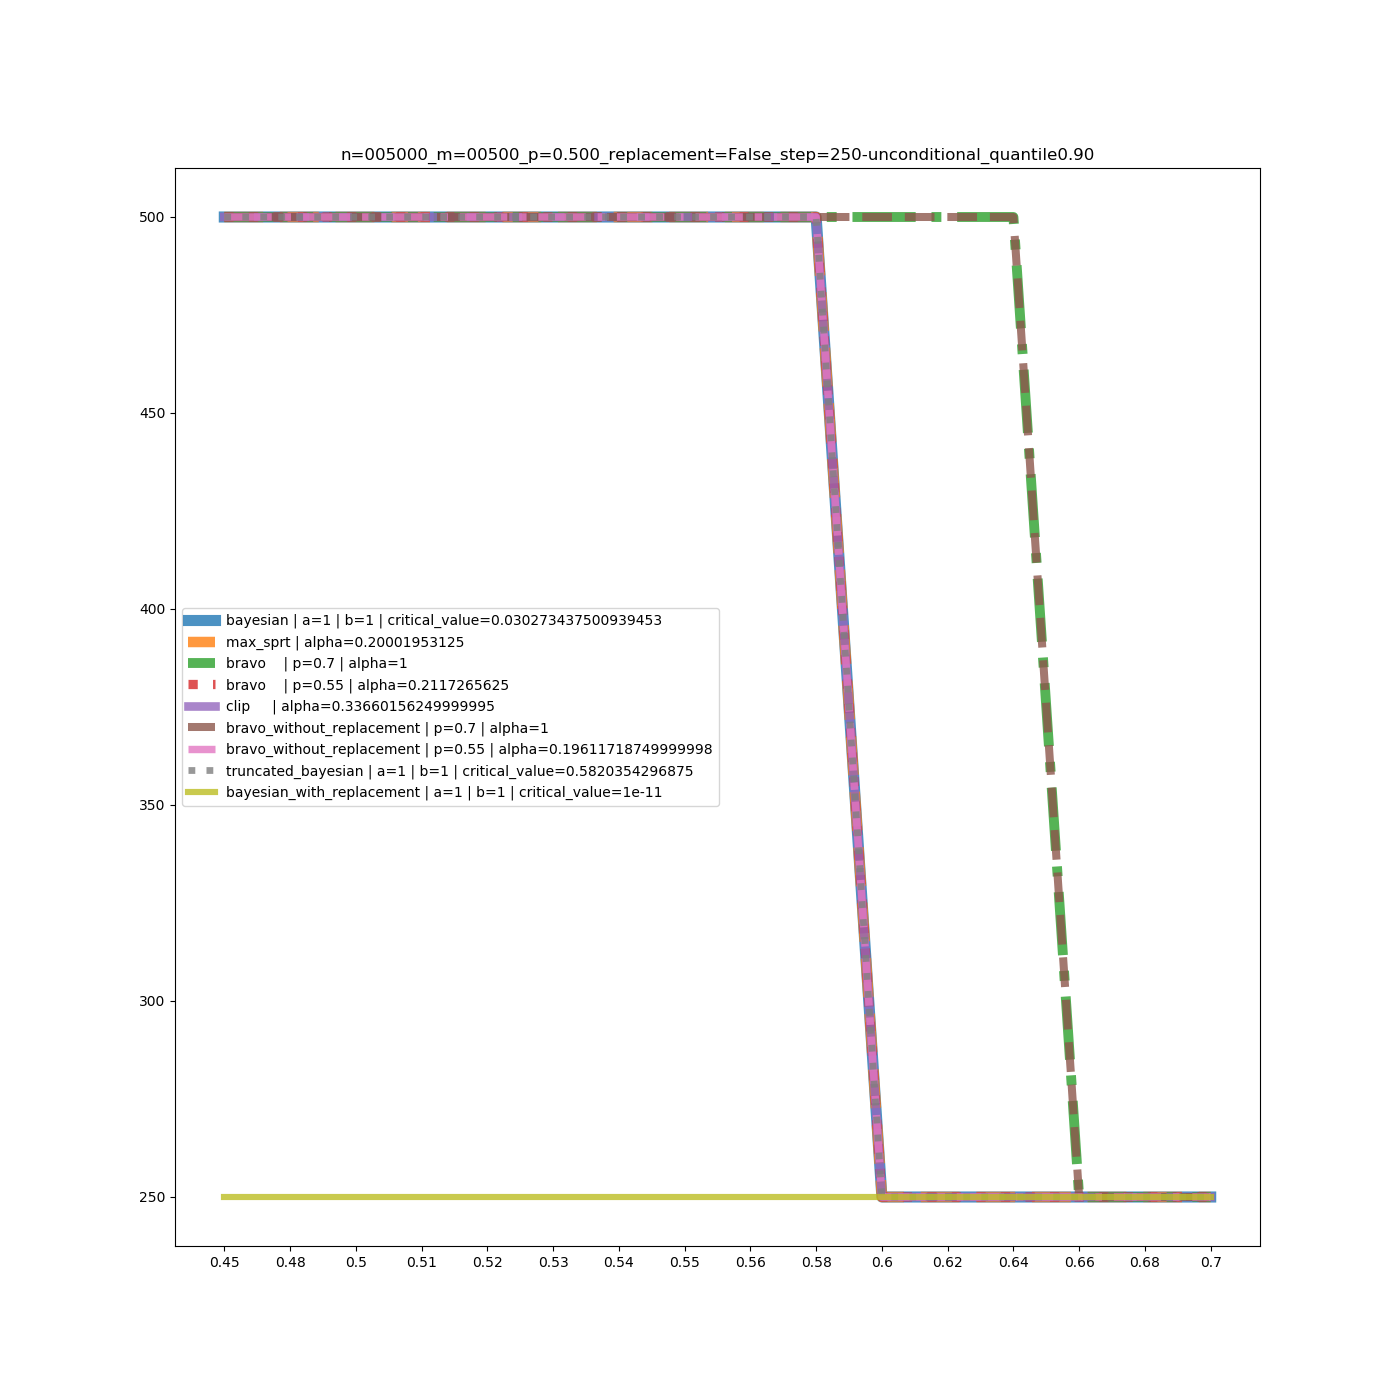 n=005000_m=00500_p=0.500_replacement=False_step=250-unconditional_quantile0.90
500
450
400
350
300
250
bayesian | a=1 | b=1 | critical_value=0.030273437500939453
max_sprt | alpha=0.20001953125
bravo    | p=0.7 | alpha=1
bravo    | p=0.55 | alpha=0.2117265625
clip     | alpha=0.33660156249999995
bravo_without_replacement | p=0.7 | alpha=1
bravo_without_replacement | p=0.55 | alpha=0.19611718749999998
truncated_bayesian | a=1 | b=1 | critical_value=0.5820354296875
bayesian_with_replacement | a=1 | b=1 | critical_value=1e-11
0.45 0.48 0.5 0.51 0.52 0.53 0.54 0.55 0.56 0.58 0.6 0.62 0.64 0.66 0.68 0.7